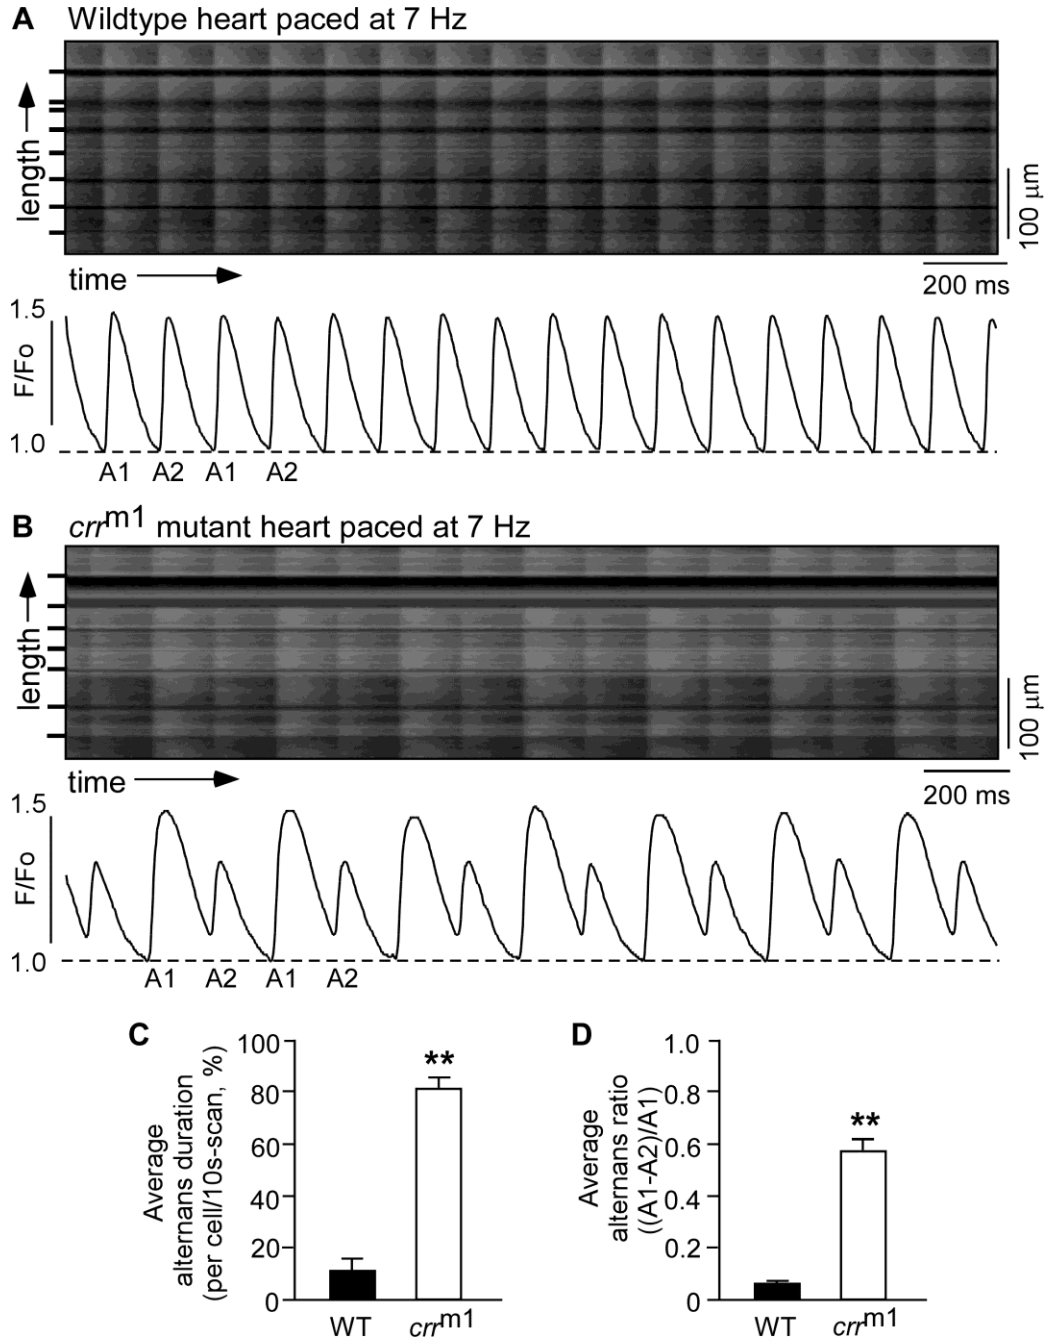 A Wildtype heart paced at 7 Hz
length
100 µm
time
200 ms
1.5
F/Fo
1.0
A1 A2 A1 A2
B crrm1 mutant heart paced at 7 Hz
length
100 µm
time
200 ms
1.5
F/Fo
1.0
A1 A2 A1 A2
C
Average
alternans duration
(per cell/10s-scan, %)
100
80
60
40
20
0
**
WT crrm1
D
Average
alternans ratio
((A1-A2)/A1)
1.0
0.8
0.6
0.4
0.2
0
**
WT crrm1